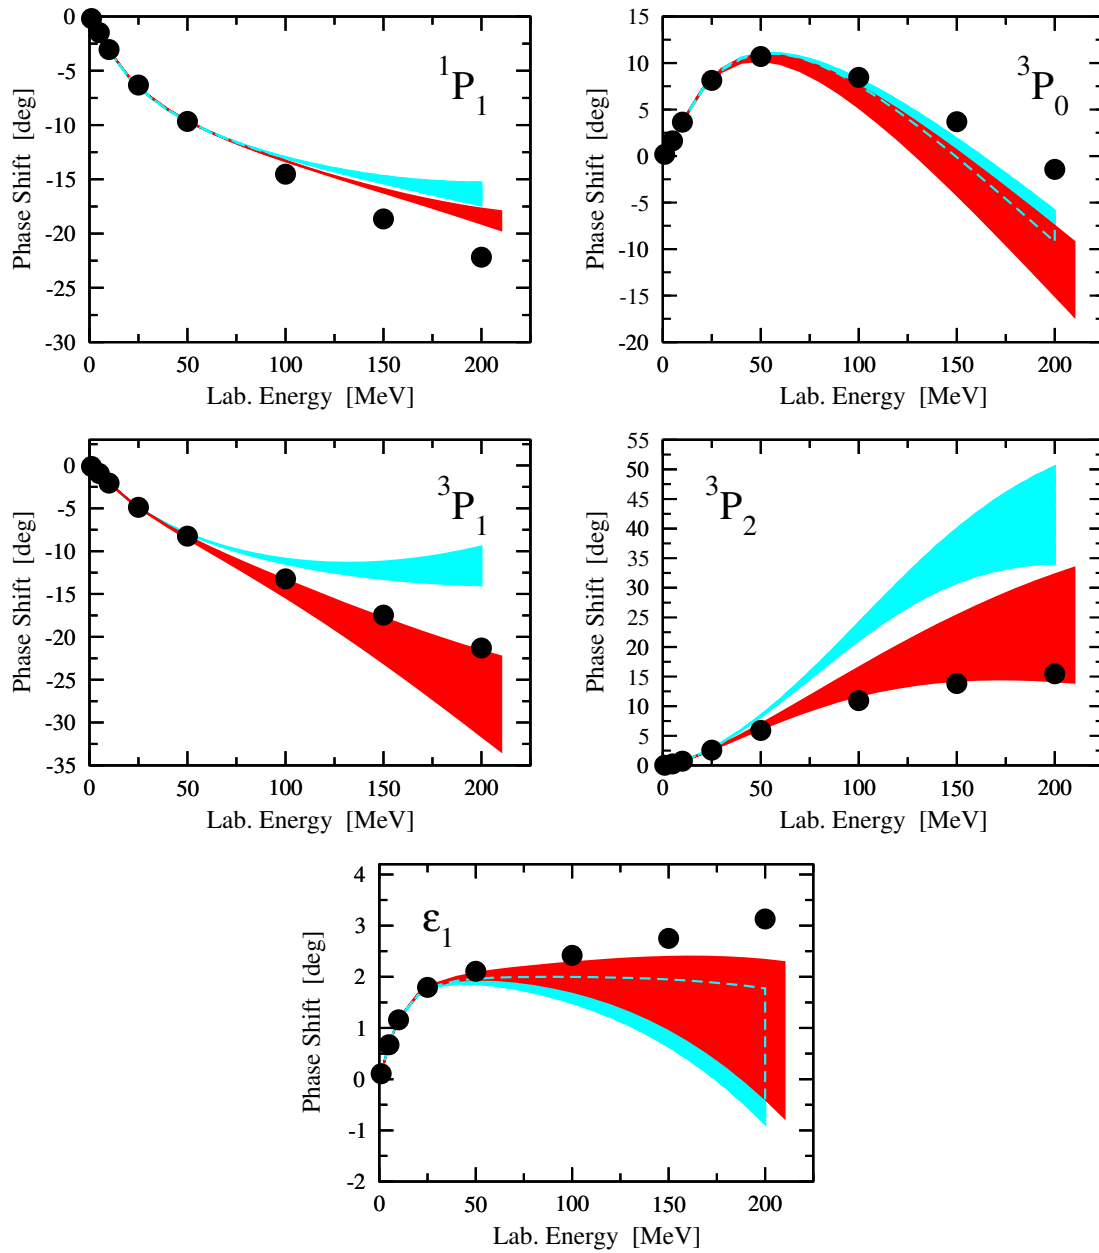 0
-5
-10
-15
-20
-25
-30
Phase Shift [deg]
1P1
0 50 100 150 200
Lab. Energy [MeV]
15
10
5
0
-5
-10
-15
-20
Phase Shift [deg]
3P0
0 50 100 150 200
Lab. Energy [MeV]
0
-5
-10
-15
-20
-25
-30
-35
Phase Shift [deg]
3P1
0 50 100 150 200
Lab. Energy [MeV]
55
50
45
40
35
30
25
20
15
10
5
0
Phase Shift [deg]
3P2
0 50 100 150 200
Lab. Energy [MeV]
4
3
2
1
0
-1
-2
Phase Shift [deg]
ε1
0 50 100 150 200
Lab. Energy [MeV]